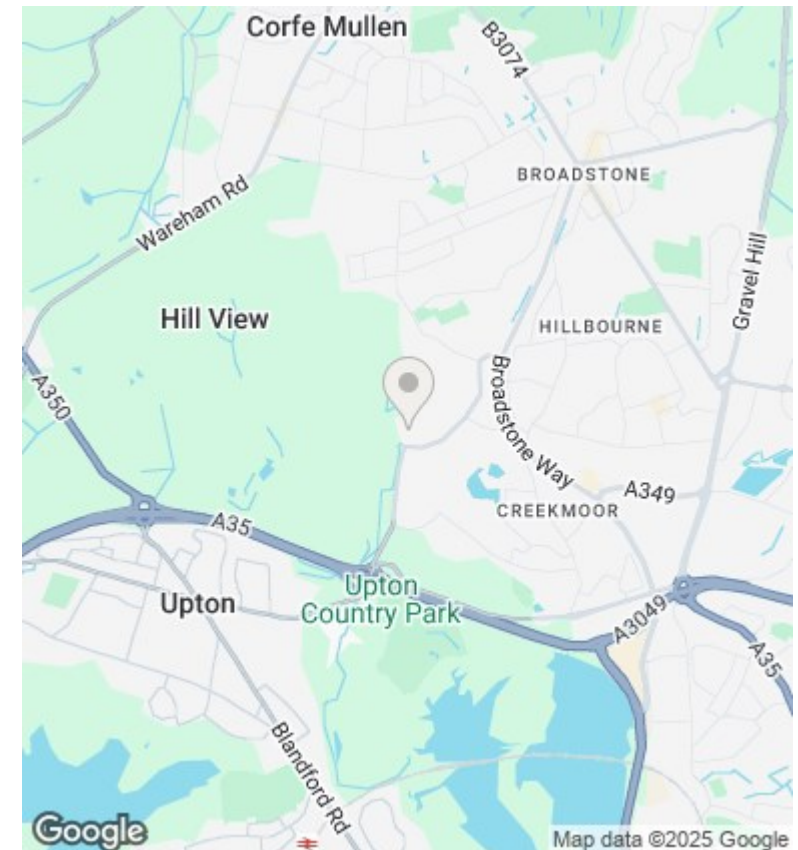 Corfe Mullen
B3074
BROADSTONE
Wareham Rd
Gravel Hill
Hill View
HILLBOURNE
A350
Broadstone Way
A349
CREEKMOOR
A35
Upton
Country Park
Upton
A3049
A35
Blandford Rd
Google
Map data ©2025 Google